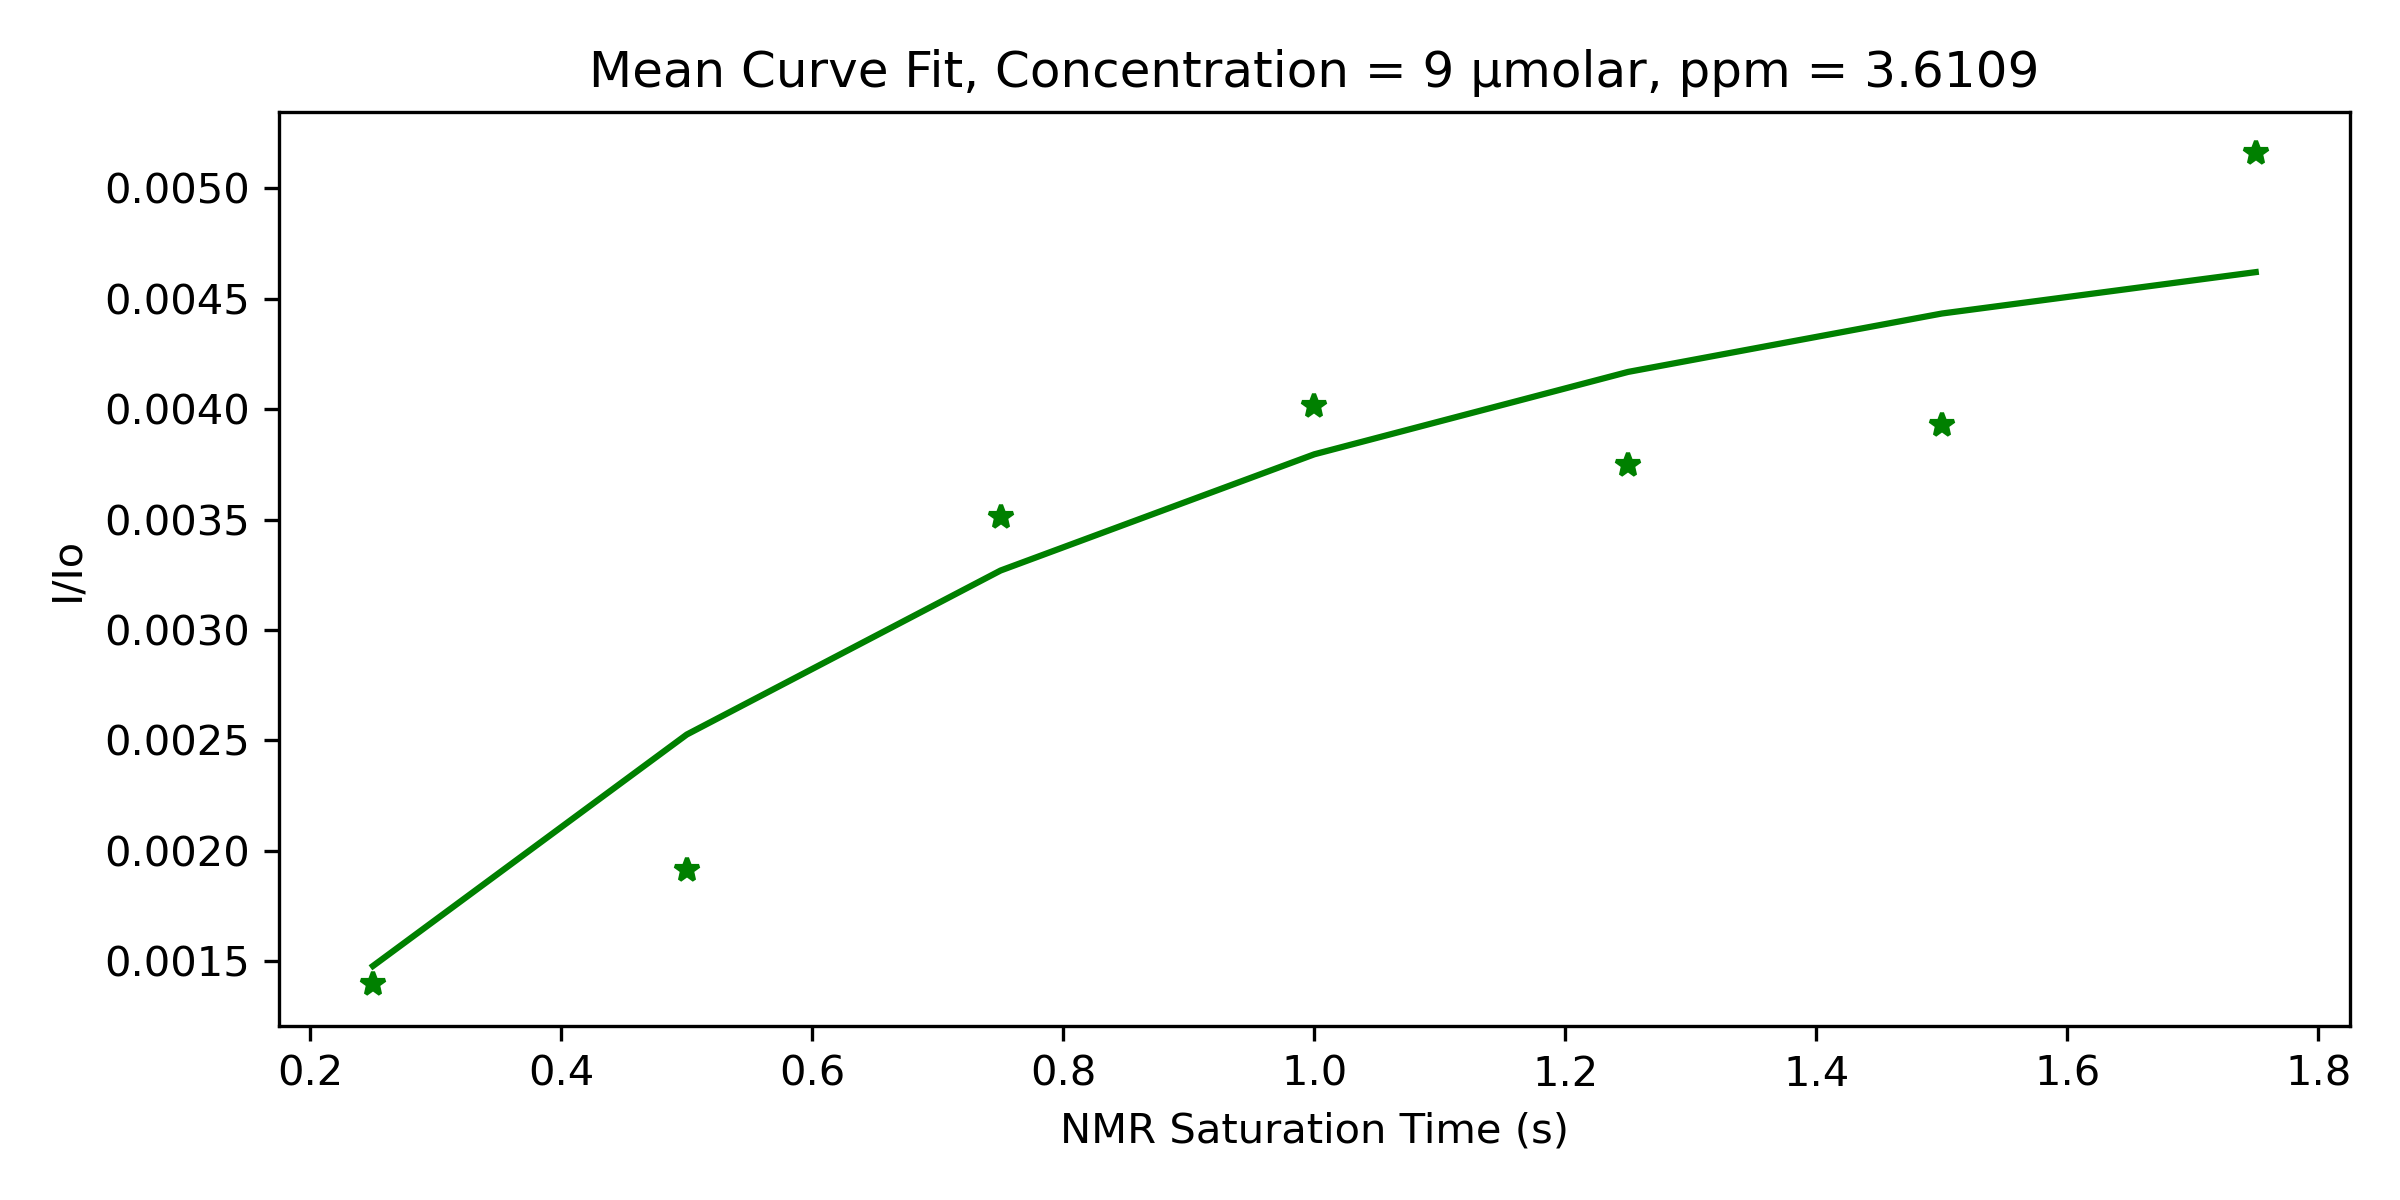 Mean Curve Fit, Concentration = 9 μmolar, ppm = 3.6109
0.0050
0.0045
0.0040
0.0035
0.0030
0.0025
0.0020
0.0015
I/Io
0.2 0.4 0.6 0.8 1.0 1.2 1.4 1.6 1.8
NMR Saturation Time (s)